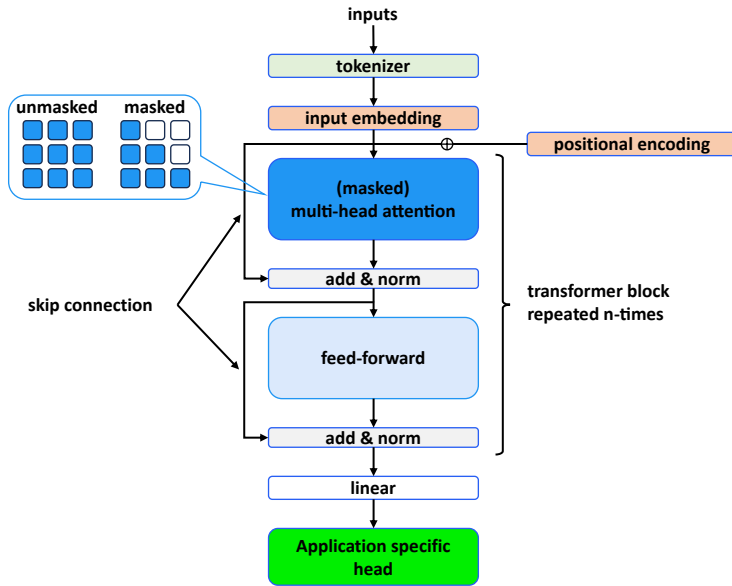 inputs
tokenizer
unmasked
masked
input embedding
positional encoding
(masked)
multi-head attention
add & norm
skip connection
transformer block
repeated n-times
feed-forward
add & norm
linear
Application specific
head